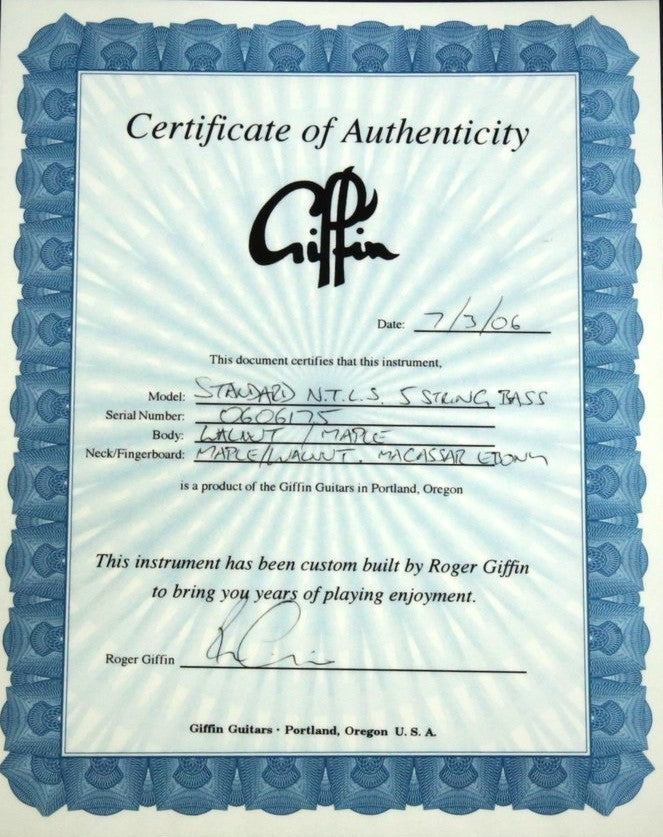 Certificate of Authenticity
Giffin
Date: 7/3/06
This document certifies that this instrument,
Model: STANDARD N.T.L.S. 5 STRING BASS
Serial Number: 0606175
Body: WALNUT / MAPLE
Neck/Fingerboard: MAPLE/WALNUT. MACASSAR EBONY
is a product of the Giffin Guitars in Portland, Oregon
This instrument has been custom built by Roger Giffin
to bring you years of playing enjoyment.
Roger Giffin
Giffin Guitars · Portland, Oregon U. S. A.